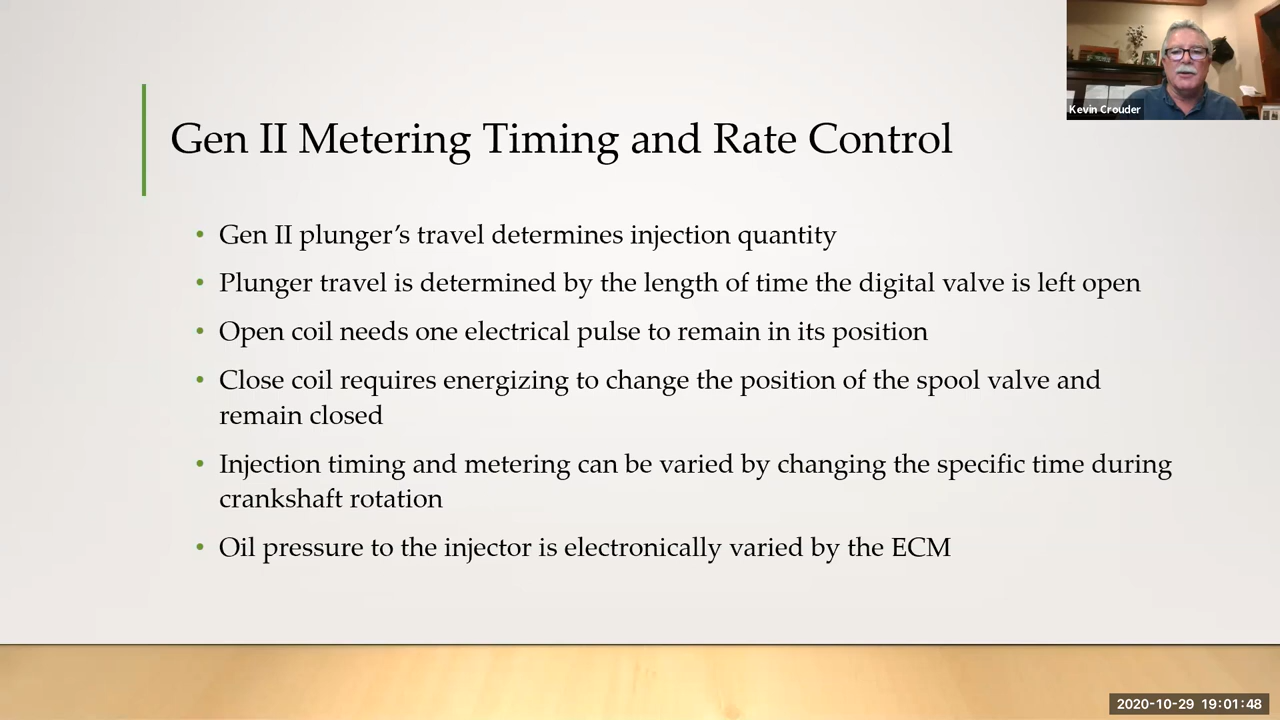 Kevin Crouder
Gen II Metering Timing and Rate Control
• Gen II plunger’s travel determines injection quantity
• Plunger travel is determined by the length of time the digital valve is left open
• Open coil needs one electrical pulse to remain in its position
• Close coil requires energizing to change the position of the spool valve and
remain closed
• Injection timing and metering can be varied by changing the specific time during
crankshaft rotation
• Oil pressure to the injector is electronically varied by the ECM
2020-10-29 19:01:48